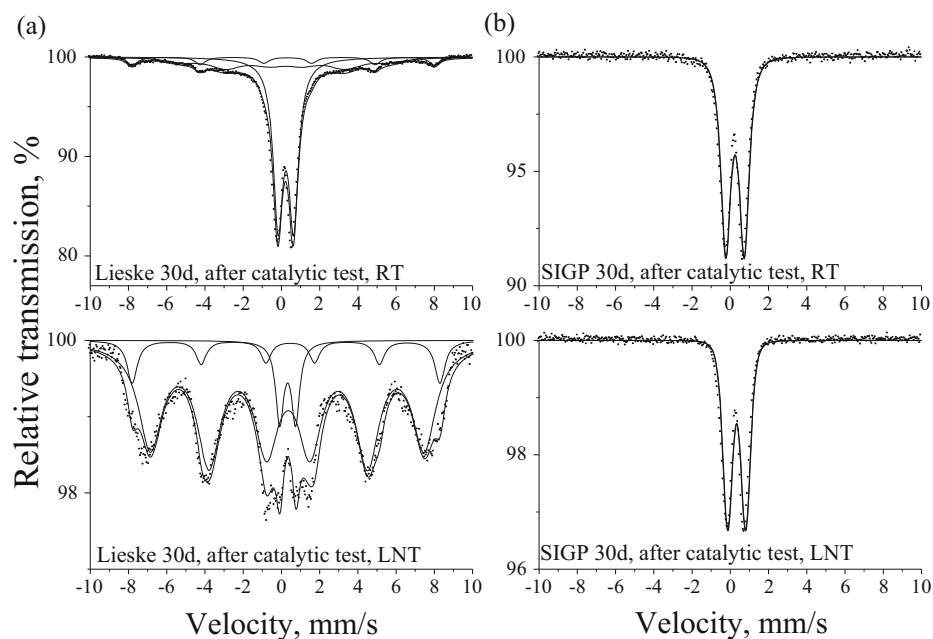 (a)
(b)
100
90
80
Lieske 30d, after catalytic test, RT
-10 -8 -6 -4 -2 0 2 4 6 8 10
100
95
90
SIGP 30d, after catalytic test, RT
-10 -8 -6 -4 -2 0 2 4 6 8 10
Relative transmission, %
100
98
Lieske 30d, after catalytic test, LNT
-10 -8 -6 -4 -2 0 2 4 6 8 10
Velocity, mm/s
100
98
96
SIGP 30d, after catalytic test, LNT
-10 -8 -6 -4 -2 0 2 4 6 8 10
Velocity, mm/s